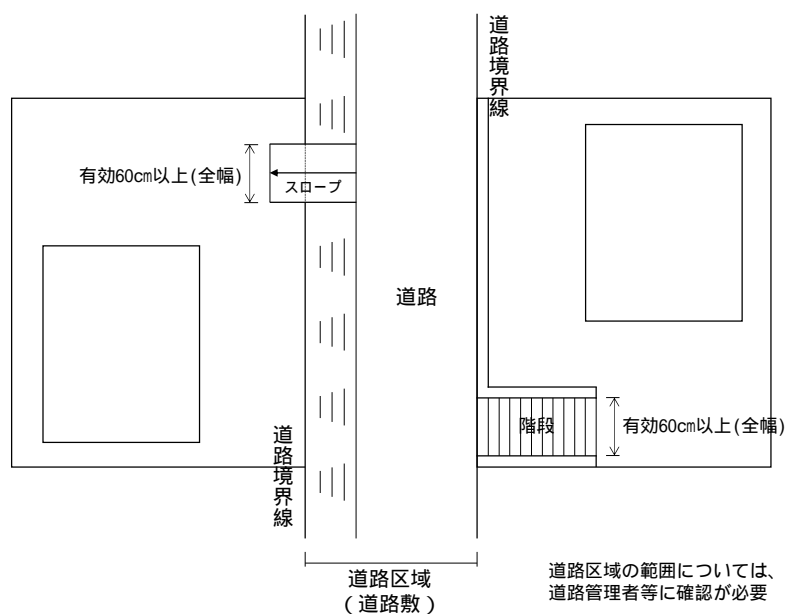 道路境界線
有効60cm以上(全幅)
スロープ
道路
階段
有効60cm以上(全幅)
道路境界線
道路区域
(道路敷)
道路区域の範囲については、
道路管理者等に確認が必要